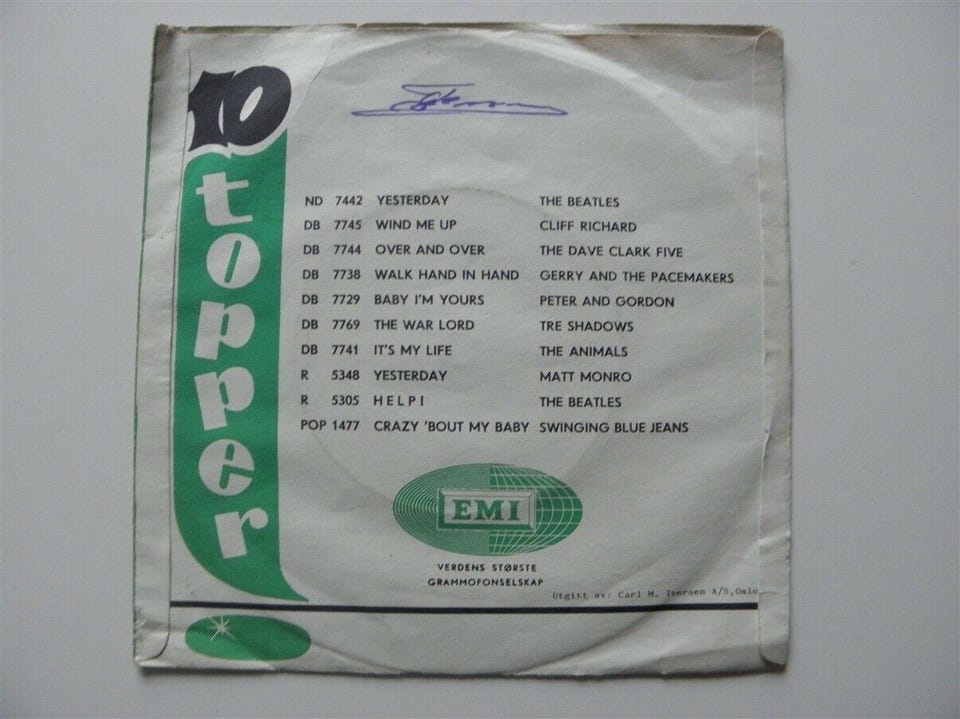 10 topper
ND 7442 YESTERDAY THE BEATLES
DB 7745 WIND ME UP CLIFF RICHARD
DB 7744 OVER AND OVER THE DAVE CLARK FIVE
DB 7738 WALK HAND IN HAND GERRY AND THE PACEMAKERS
DB 7729 BABY I'M YOURS PETER AND GORDON
DB 7769 THE WAR LORD TRE SHADOWS
DB 7741 IT'S MY LIFE THE ANIMALS
R 5348 YESTERDAY MATT MONRO
R 5305 HELP! THE BEATLES
POP 1477 CRAZY 'BOUT MY BABY SWINGING BLUE JEANS
EMI
VERDENS STØRSTE
GRAMMOFONSELSKAP
Utgitt av: Carl M. Iversen A/S, Oslo